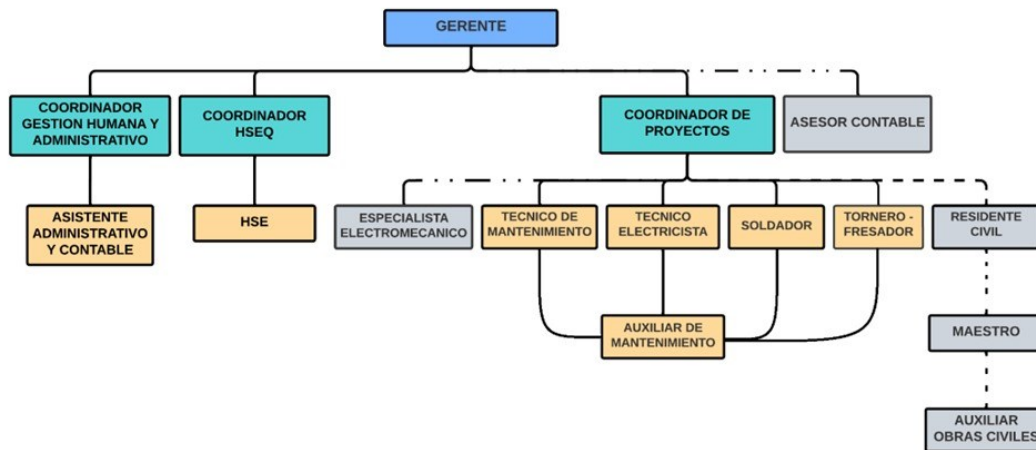 GERENTE
COORDINADOR
GESTION HUMANA Y
ADMINISTRATIVO
COORDINADOR
HSEQ
COORDINADOR DE
PROYECTOS
ASESOR CONTABLE
ASISTENTE
ADMINISTRATIVO
Y CONTABLE
HSE
ESPECIALISTA
ELECTROMECANICO
TECNICO DE
MANTENIMIENTO
TECNICO
ELECTRICISTA
SOLDADOR
TORNERO -
FRESADOR
RESIDENTE
CIVIL
AUXILIAR DE
MANTENIMIENTO
MAESTRO
AUXILIAR
OBRAS CIVILES